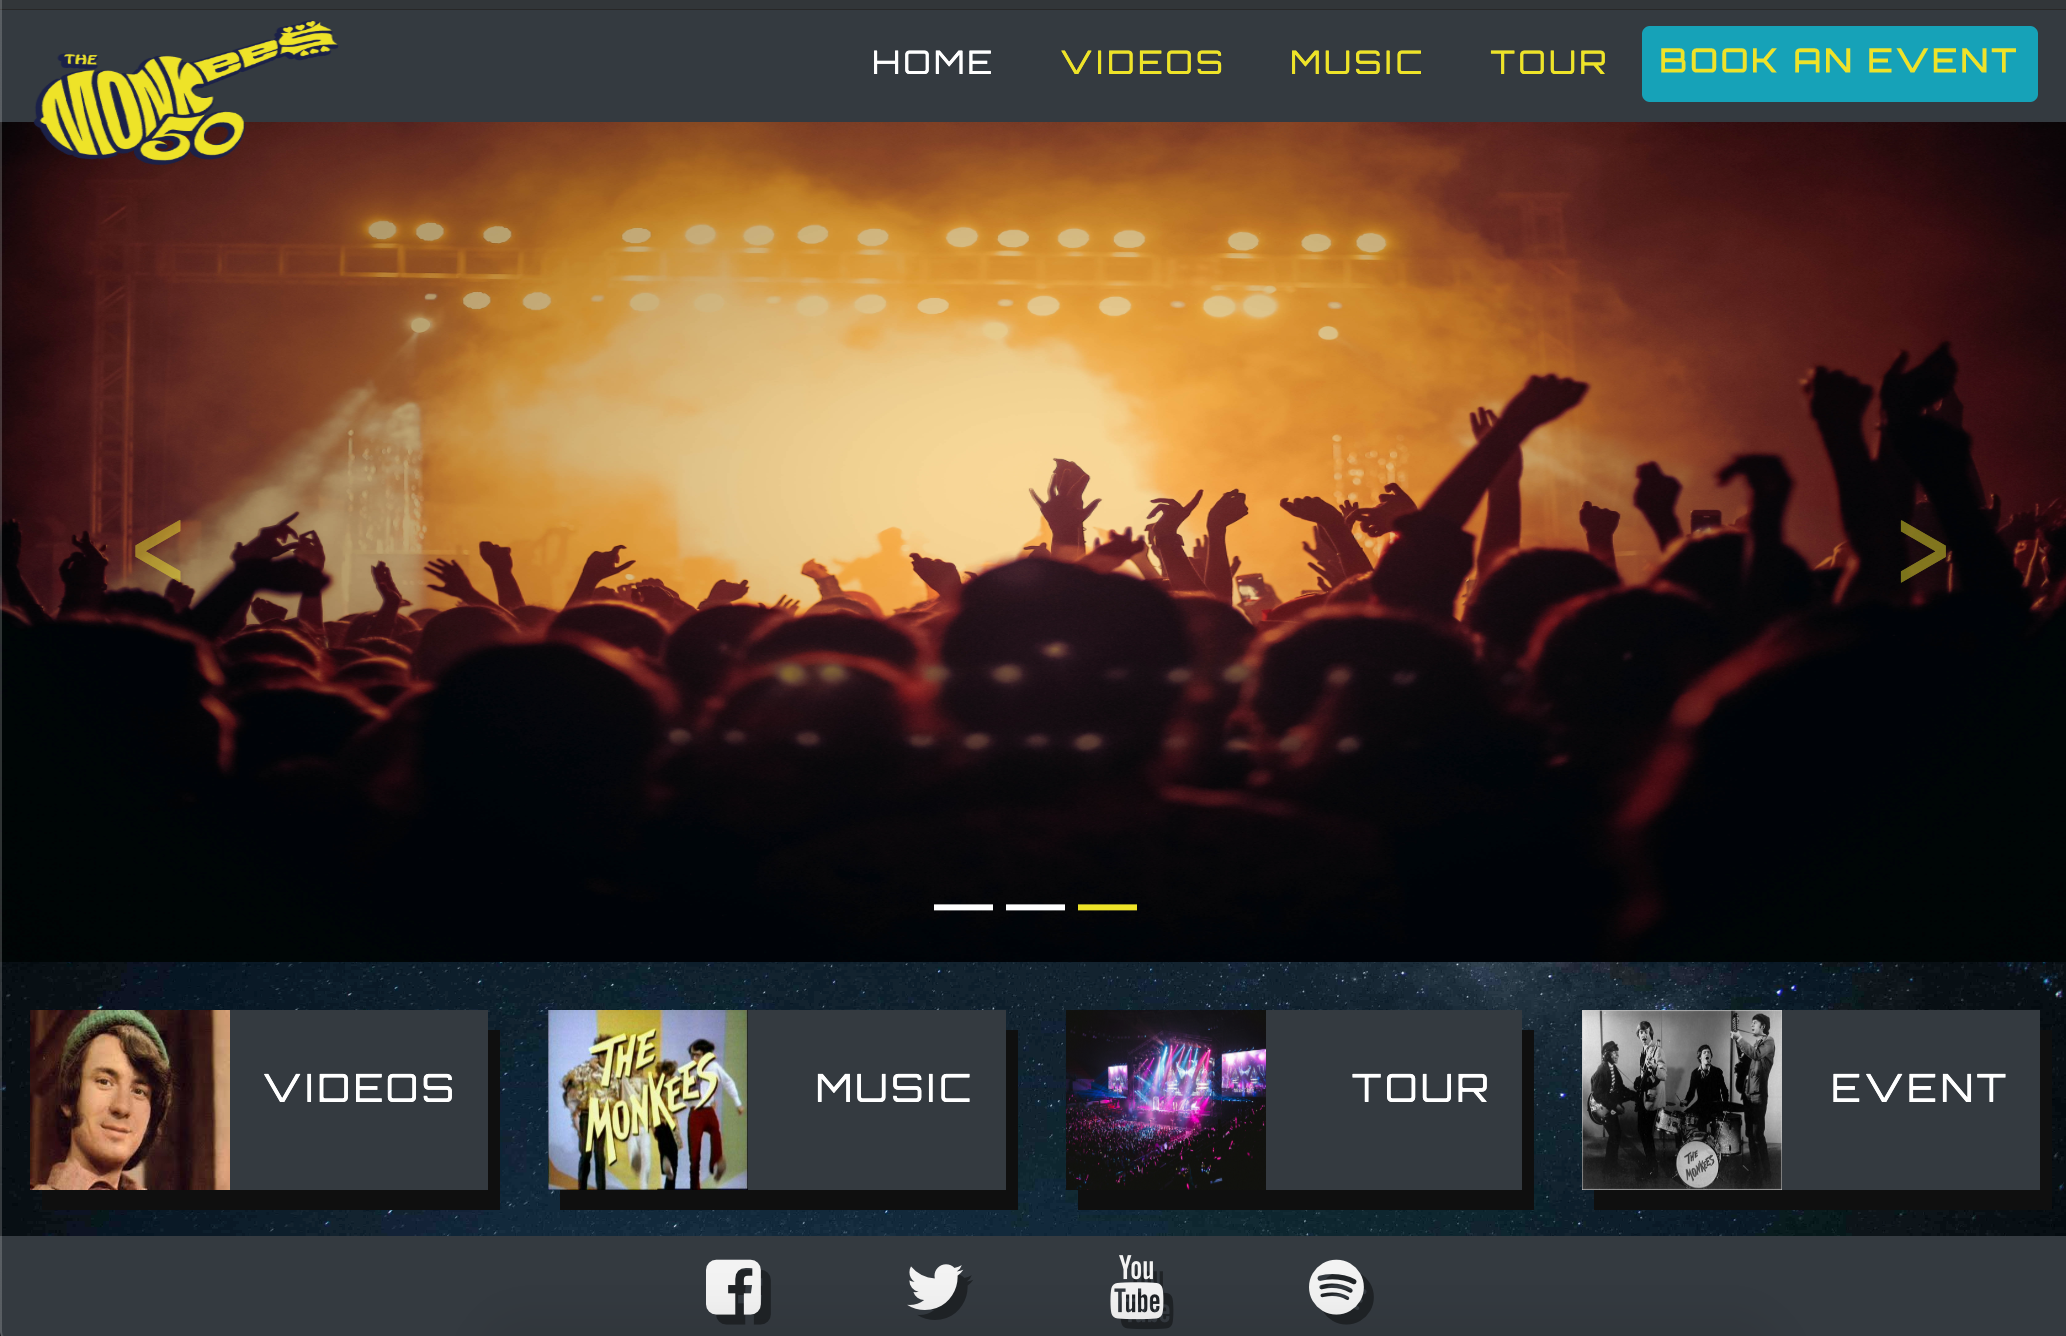 THE
MONKEES
50
HOME
VIDEOS
MUSIC
TOUR
BOOK AN EVENT
<
>
VIDEOS
THE
MONKEES
MUSIC
TOUR
THE
MONKEES
EVENT
You
Tube